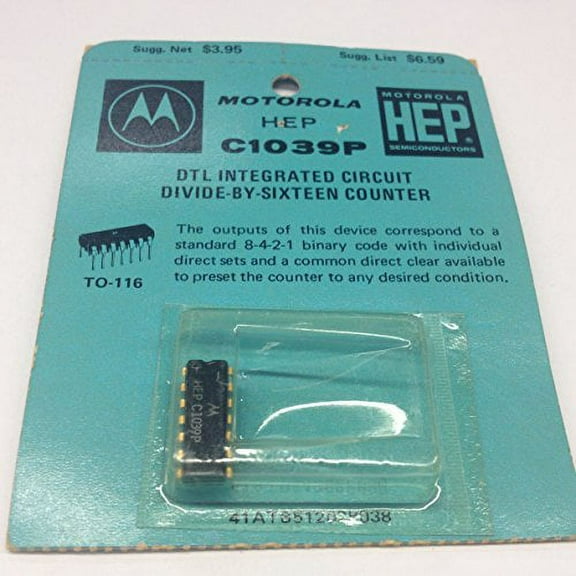 Sugg. Net $3.95
Sugg. List $6.59
MOTOROLA
HEP
C1039P
MOTOROLA
HEP
SEMICONDUCTORS
DTL INTEGRATED CIRCUIT
DIVIDE-BY-SIXTEEN COUNTER
The outputs of this device correspond to a
standard 8-4-2-1 binary code with individual
direct sets and a common direct clear available
to preset the counter to any desired condition.
TO-116
HEP C1039P